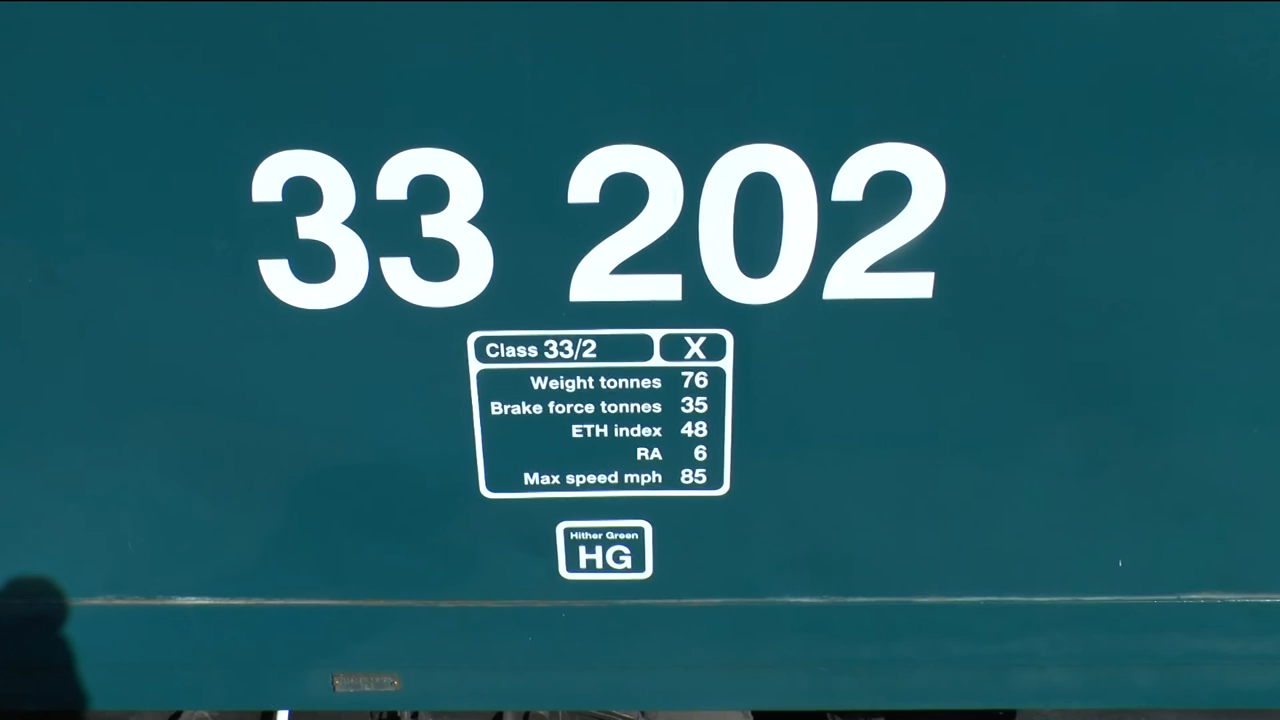 33 202
Class 33/2 X
Weight tonnes 76
Brake force tonnes 35
ETH index 48
RA 6
Max speed mph 85
Hither Green
HG